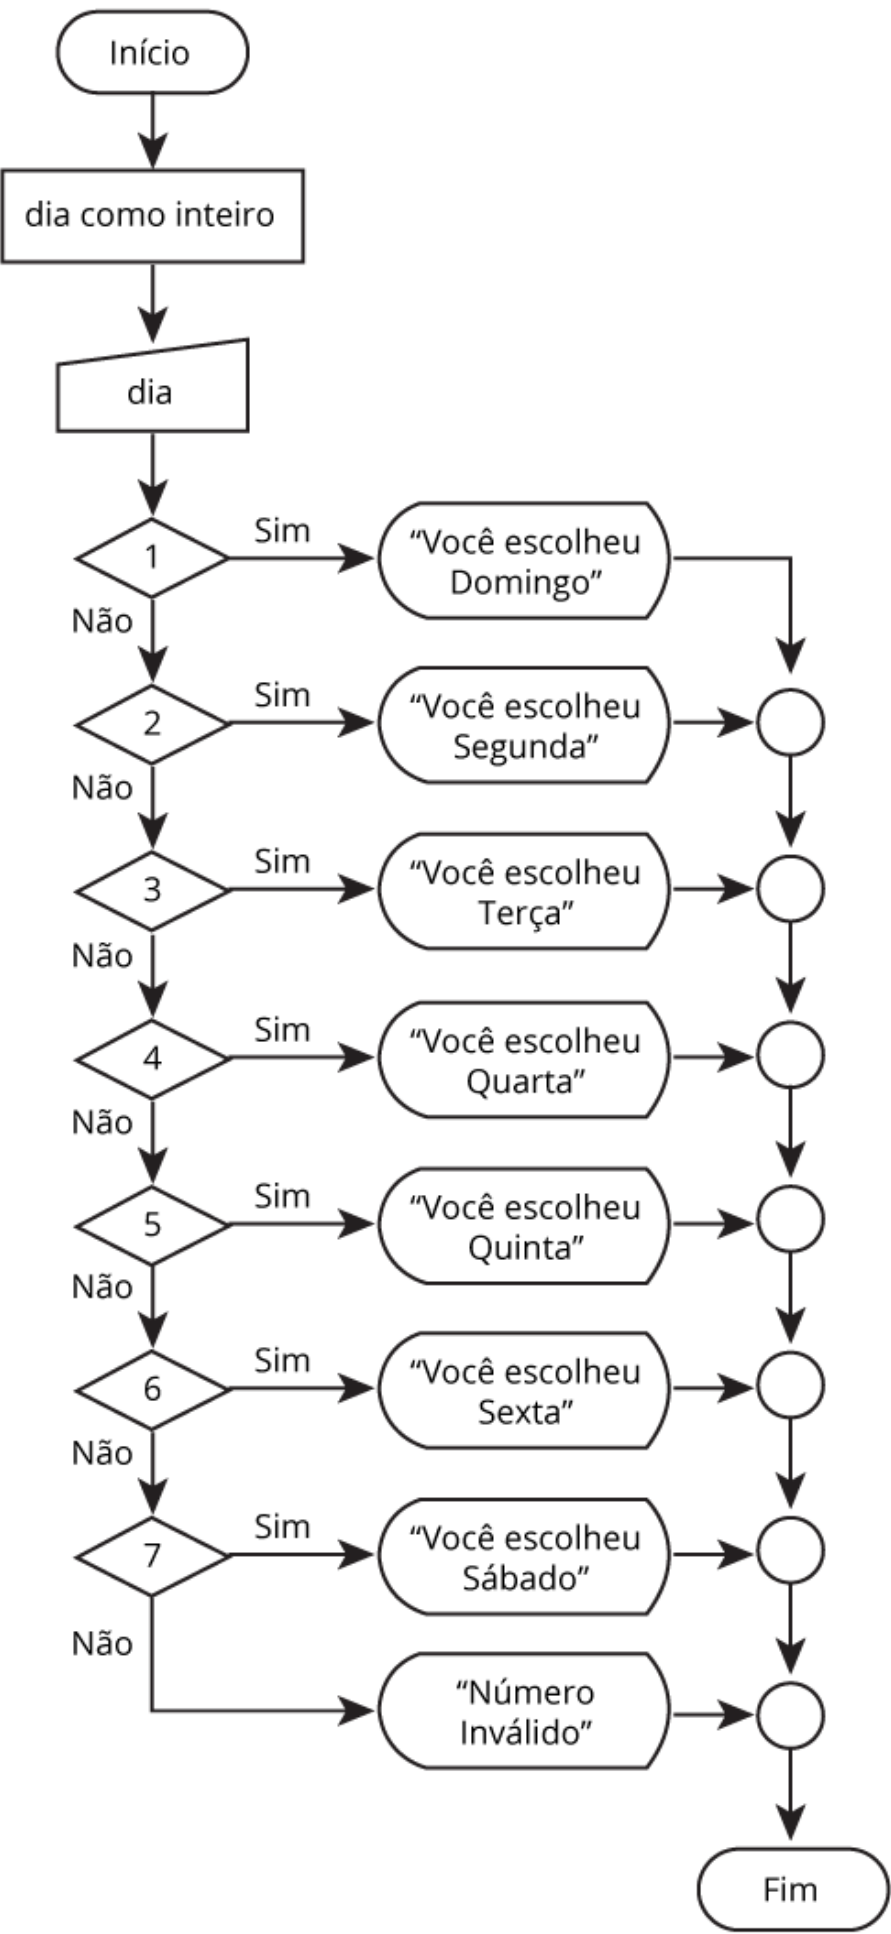 Início
dia como inteiro
dia
1
Sim
“Você escolheu
Domingo”
Não
2
Sim
“Você escolheu
Segunda”
Não
3
Sim
“Você escolheu
Terça”
Não
4
Sim
“Você escolheu
Quarta”
Não
5
Sim
“Você escolheu
Quinta”
Não
6
Sim
“Você escolheu
Sexta”
Não
7
Sim
“Você escolheu
Sábado”
Não
“Número
Inválido”
Fim